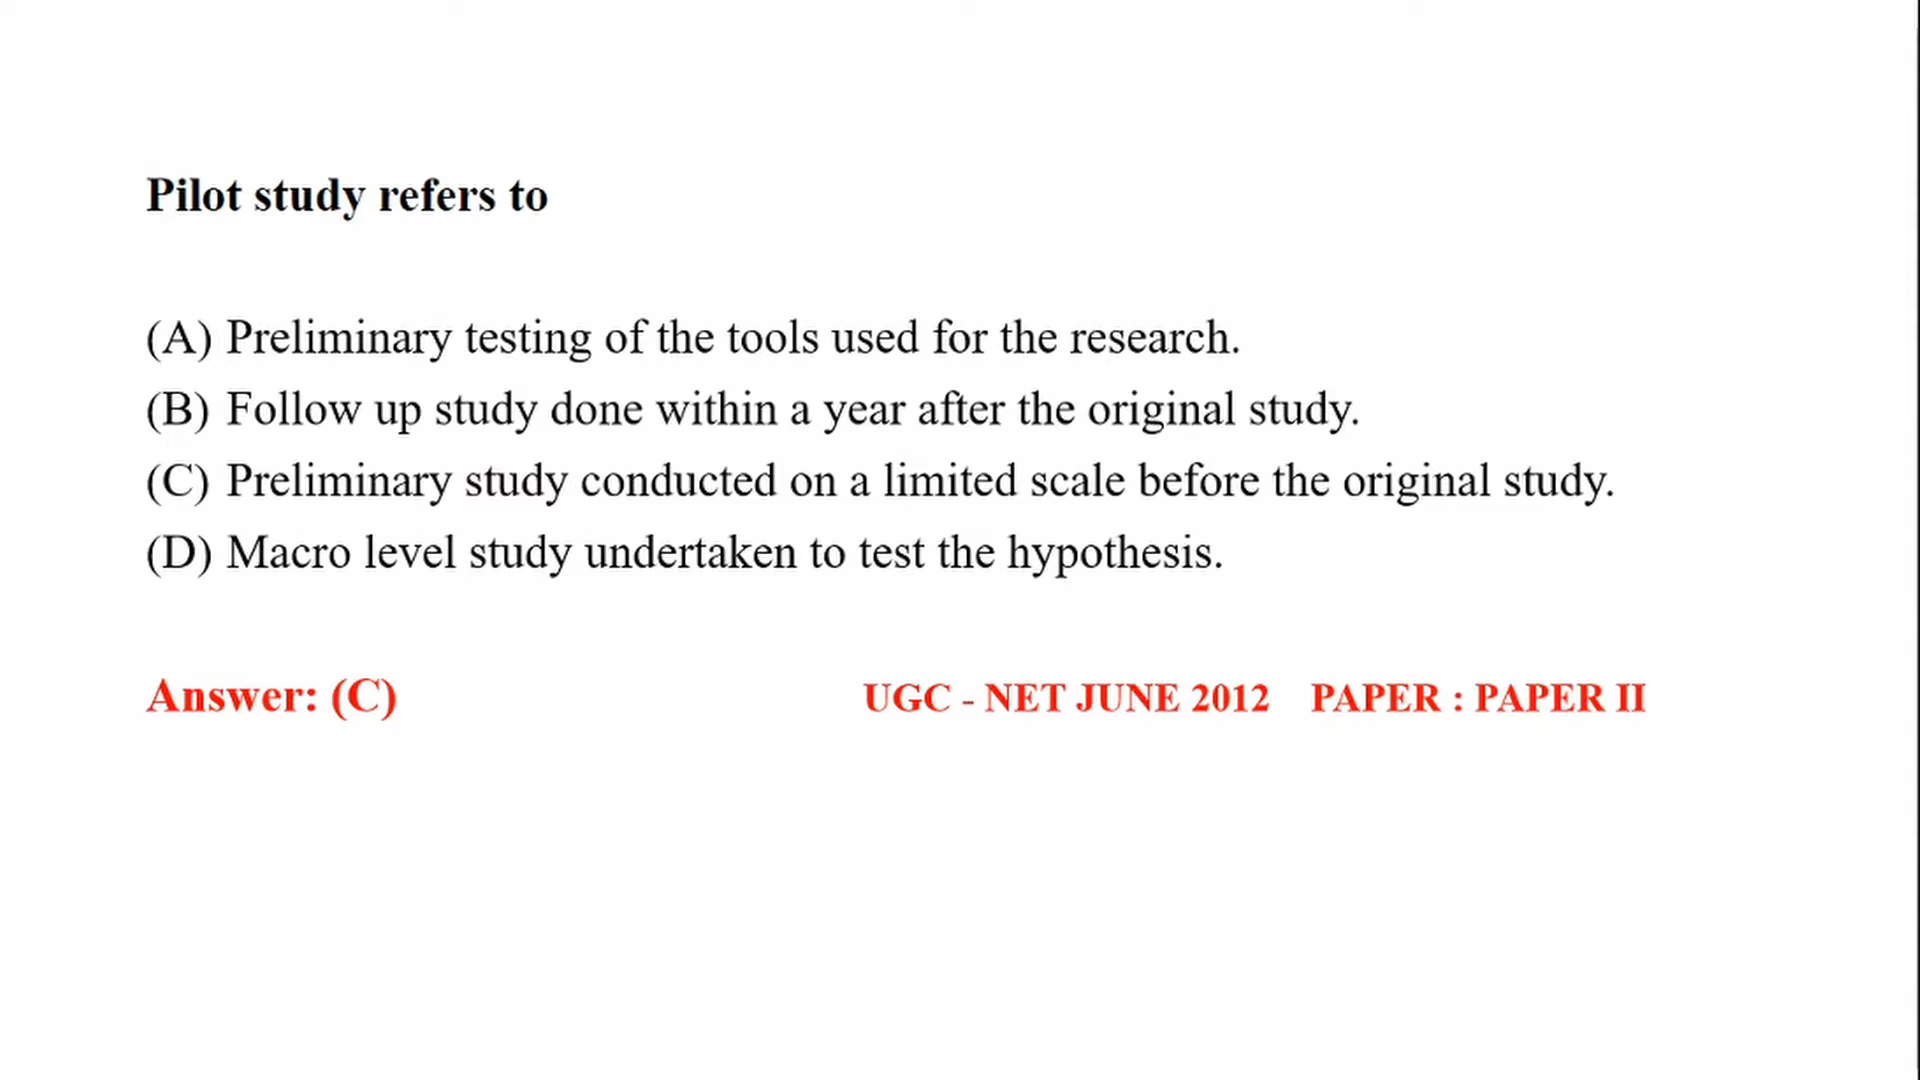 Pilot study refers to
(A) Preliminary testing of the tools used for the research.
(B) Follow up study done within a year after the original study.
(C) Preliminary study conducted on a limited scale before the original study.
(D) Macro level study undertaken to test the hypothesis.
Answer: (C) UGC - NET JUNE 2012 PAPER : PAPER II